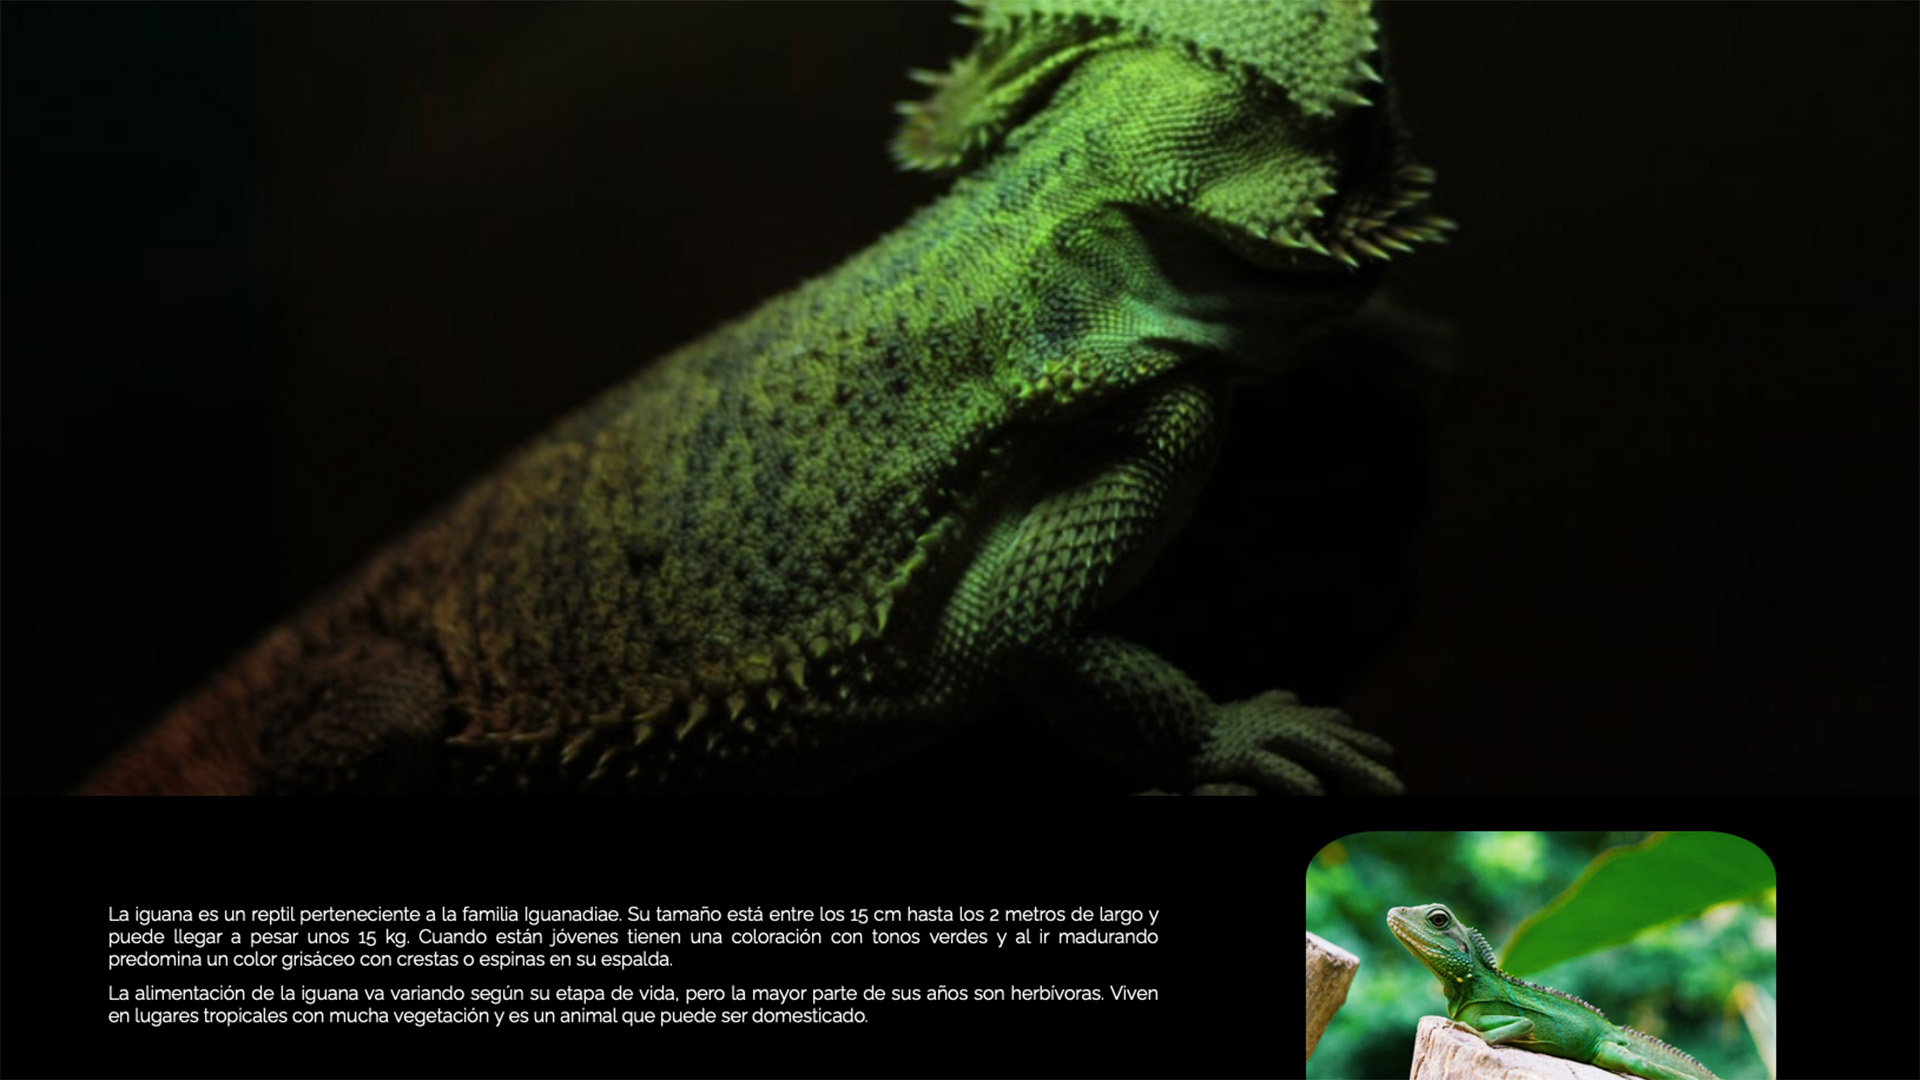 La iguana es un reptil perteneciente a la familia Iguanadiae. Su tamaño está entre los 15 cm hasta los 2 metros de largo y
puede llegar a pesar unos 15 kg. Cuando están jóvenes tienen una coloración con tonos verdes y al ir madurando
predomina un color grisáceo con crestas o espinas en su espalda.
La alimentación de la iguana va variando según su etapa de vida, pero la mayor parte de sus años son herbívoras. Viven
en lugares tropicales con mucha vegetación y es un animal que puede ser domesticado.